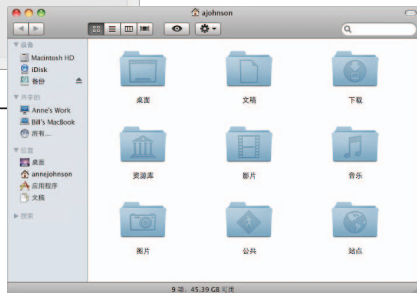 ajohnson
设备
Macintosh HD
iDisk
备份
共享的
Anne's Work
Bill's MacBook
所有...
位置
桌面
annejohnson
应用程序
文稿
搜索
桌面
文稿
下载
资源库
影片
音乐
图片
公共
站点
9 项，45.39 GB 可用